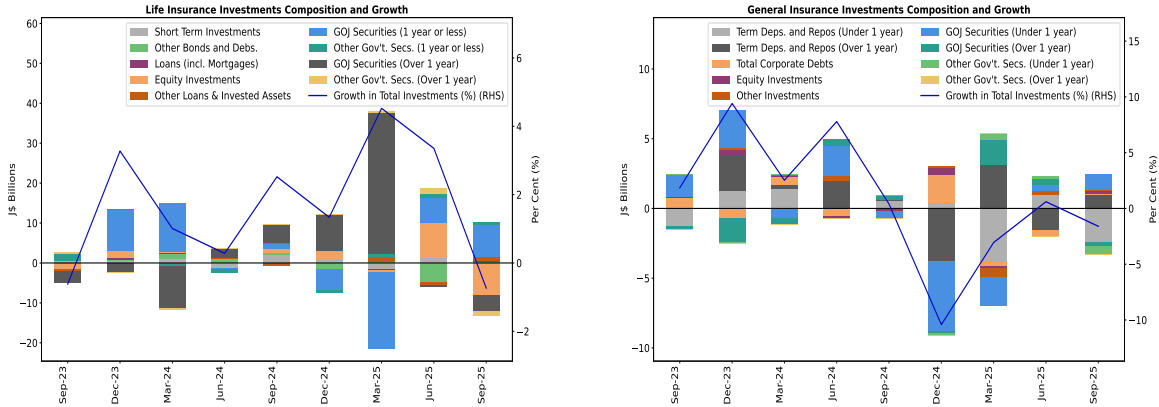 Life Insurance Investments Composition and Growth
Short Term Investments
Other Bonds and Debs.
Loans (incl. Mortgages)
Equity Investments
Other Loans & Invested Assets
GOJ Securities (1 year or less)
Other Gov't. Secs. (1 year or less)
GOJ Securities (Over 1 year)
Other Gov't. Secs. (Over 1 year)
Growth in Total Investments (%) (RHS)
J$ Billions
60
50
40
30
20
10
0
−10
−20
Per Cent (%)
6
4
2
0
−2
Sep-23
Dec-23
Mar-24
Jun-24
Sep-24
Dec-24
Mar-25
Jun-25
Sep-25
General Insurance Investments Composition and Growth
Term Deps. and Repos (Under 1 year)
Term Deps. and Repos (Over 1 year)
Total Corporate Debts
Equity Investments
Other Investments
GOJ Securities (Under 1 year)
GOJ Securities (Over 1 year)
Other Gov't. Secs (Under 1 year)
Other Gov't. Secs. (Over 1 year)
Growth in Total Investments (%) (RHS)
J$ Billions
10
5
0
−5
−10
Per Cent (%)
15
10
5
0
−5
−10
Sep-23
Dec-23
Mar-24
Jun-24
Sep-24
Dec-24
Mar-25
Jun-25
Sep-25